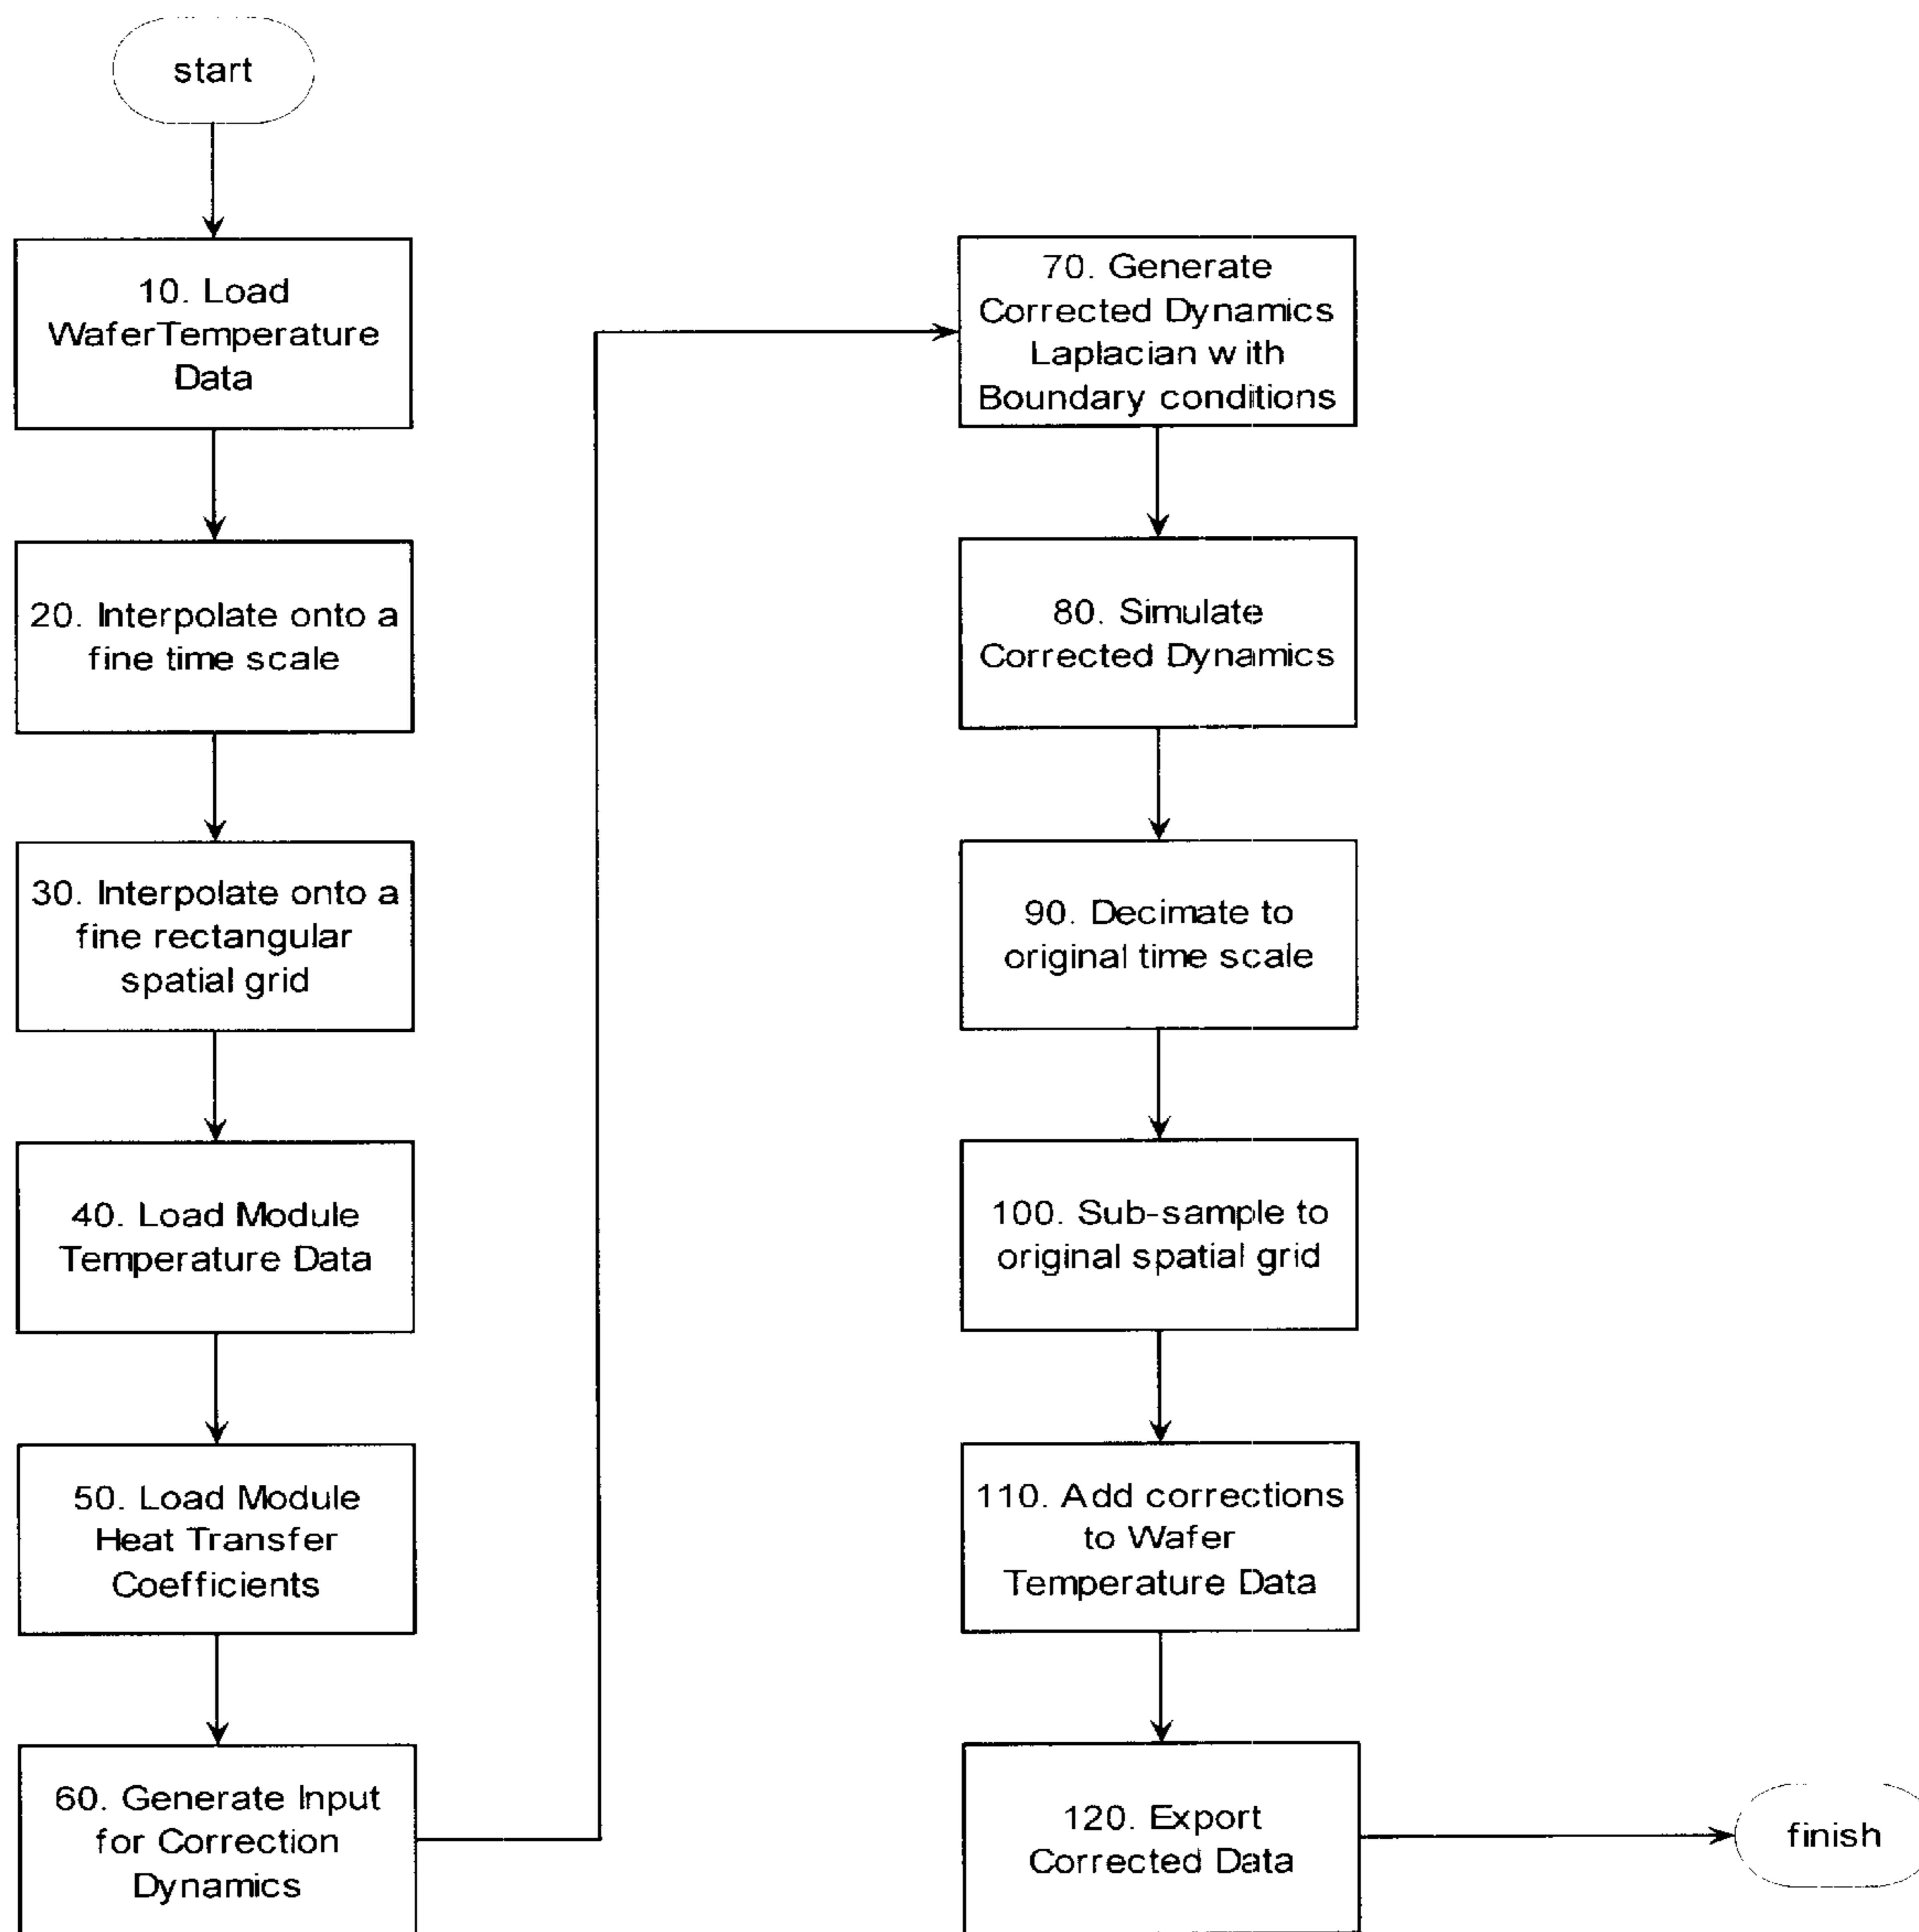 start
10. Load
WaferTemperature
Data
20. Interpolate onto a
fine time scale
30. Interpolate onto a
fine rectangular
spatial grid
40. Load Module
Temperature Data
50. Load Module
Heat Transfer
Coefficients
60. Generate Input
for Correction
Dynamics
70. Generate
Corrected Dynamics
Laplacian with
Boundary conditions
80. Simulate
Corrected Dynamics
90. Decimate to
original time scale
100. Sub-sample to
original spatial grid
110. Add corrections
to Wafer
Temperature Data
120. Export
Corrected Data
finish